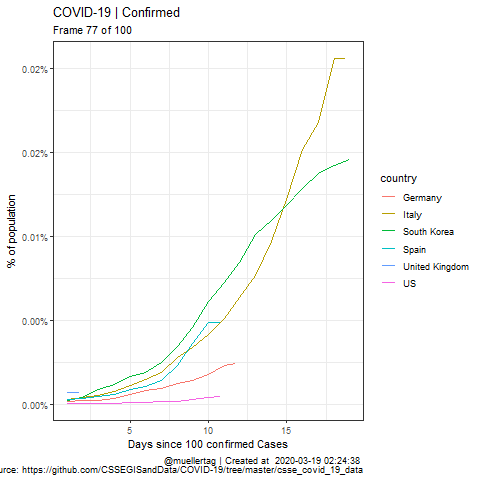 COVID-19 | Confirmed
Frame 77 of 100
0.02%
0.02%
0.01%
0.00%
0.00%
% of population
5
10
15
Days since 100 confirmed Cases
country
Germany
Italy
South Korea
Spain
United Kingdom
US
@muellertag | Created at 2020-03-19 02:24:38
urce: https://github.com/CSSEGISandData/COVID-19/tree/master/csse_covid_19_data